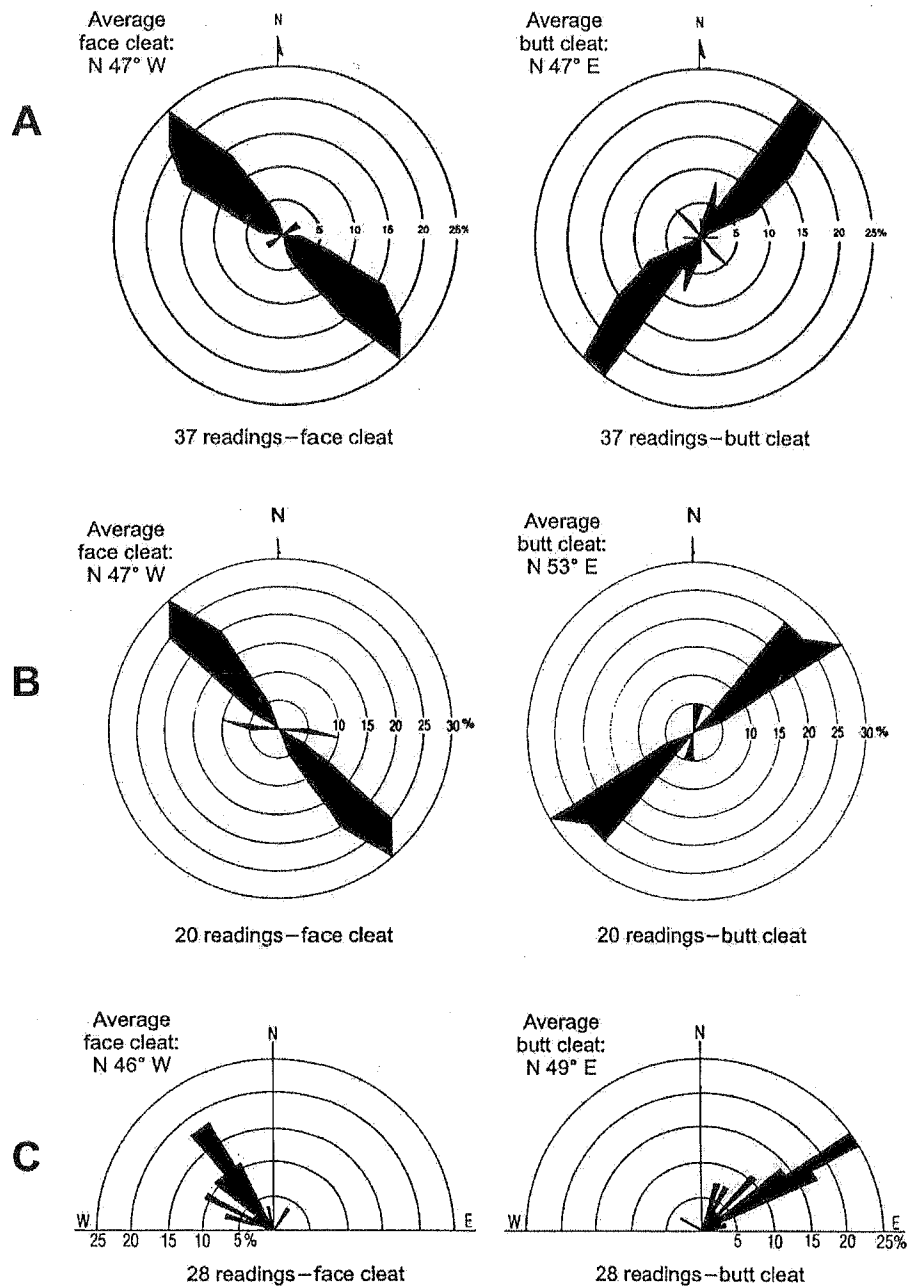 A
Average
face cleat:
N 47° W
N
5 10 15 20 25%
37 readings–face cleat
Average
butt cleat:
N 47° E
N
5 10 15 20 25%
37 readings–butt cleat
B
Average
face cleat:
N 47° W
N
10 15 20 25 30 %
20 readings–face cleat
Average
butt cleat:
N 53° E
N
10 15 20 25 30 %
20 readings–butt cleat
C
Average
face cleat:
N 46° W
N
W E
25 20 15 10 5%
28 readings–face cleat
Average
butt cleat:
N 49° E
N
W E
5 10 15 20 25%
28 readings–butt cleat